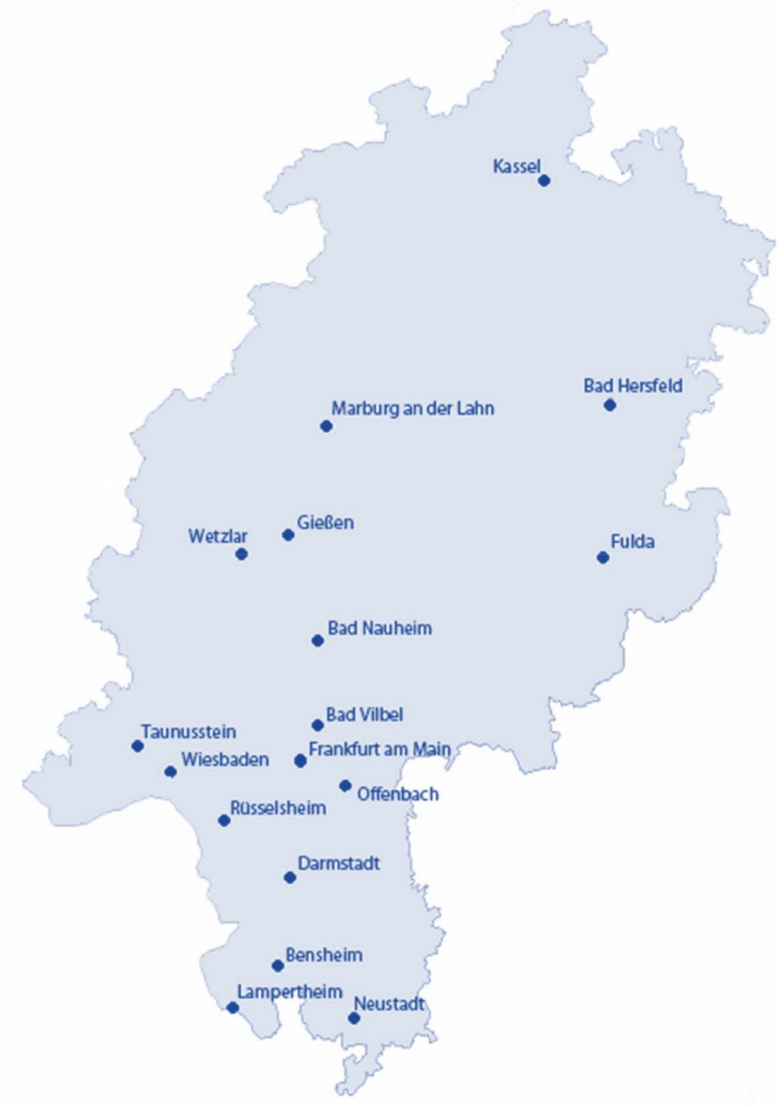 Kassel
Bad Hersfeld
Marburg an der Lahn
Gießen
Wetzlar
Fulda
Bad Nauheim
Bad Vilbel
Taunusstein
Frankfurt am Main
Wiesbaden
Offenbach
Rüsselsheim
Darmstadt
Bensheim
Lampertheim
Neustadt